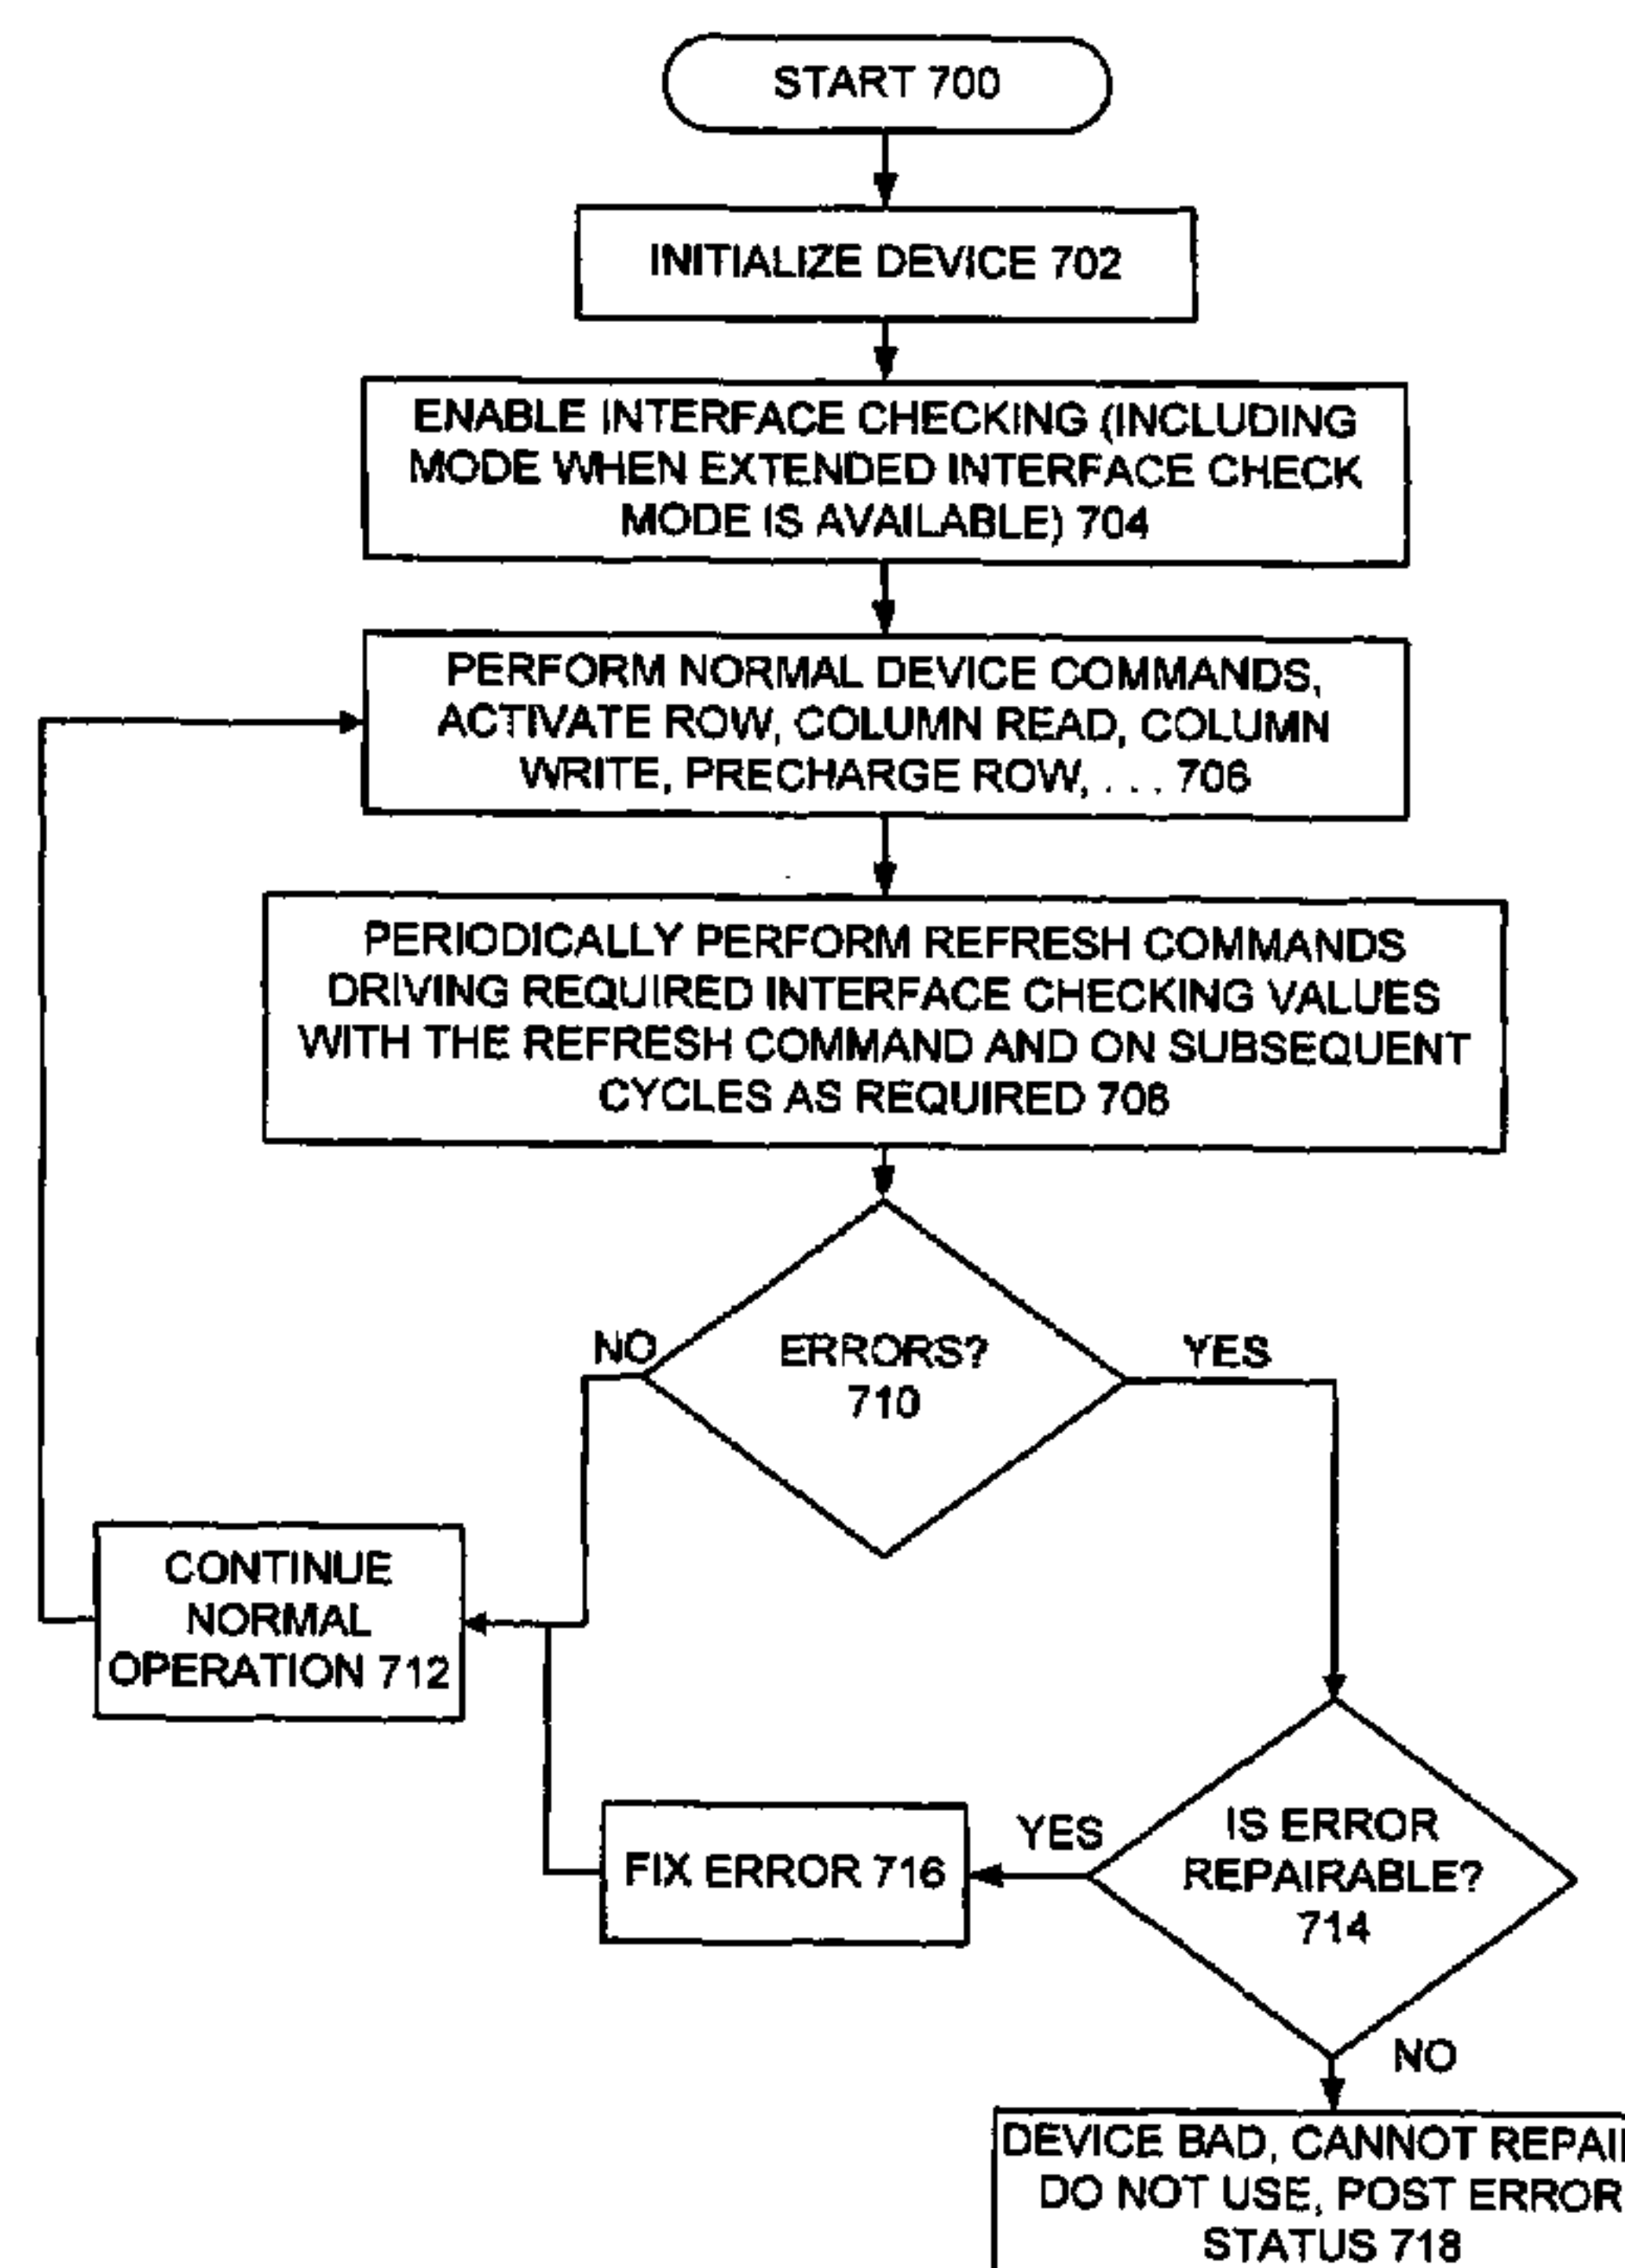 START 700
INITIALIZE DEVICE 702
ENABLE INTERFACE CHECKING (INCLUDING
MODE WHEN EXTENDED INTERFACE CHECK
MODE IS AVAILABLE) 704
PERFORM NORMAL DEVICE COMMANDS,
ACTIVATE ROW, COLUMN READ, COLUMN
WRITE, PRECHARGE ROW, . . . 706
PERIODICALLY PERFORM REFRESH COMMANDS
DRIVING REQUIRED INTERFACE CHECKING VALUES
WITH THE REFRESH COMMAND AND ON SUBSEQUENT
CYCLES AS REQUIRED 708
NO
ERRORS?
710
YES
CONTINUE
NORMAL
OPERATION 712
FIX ERROR 716
YES
IS ERROR
REPAIRABLE?
714
NO
DEVICE BAD, CANNOT
DO NOT USE, POST ERROR
STATUS 718